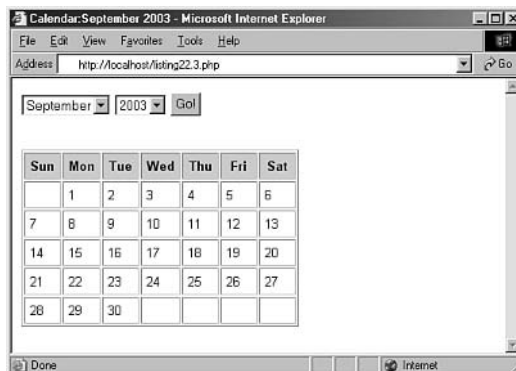 Calendar:September 2003 - Microsoft Internet Explorer
File Edit View Favorites Tools Help
Address http://localhost/listing22.3.php Go
September 2003 Go!
Sun Mon Tue Wed Thu Fri Sat
1 2 3 4 5 6
7 8 9 10 11 12 13
14 15 16 17 18 19 20
21 22 23 24 25 26 27
28 29 30
Done Internet